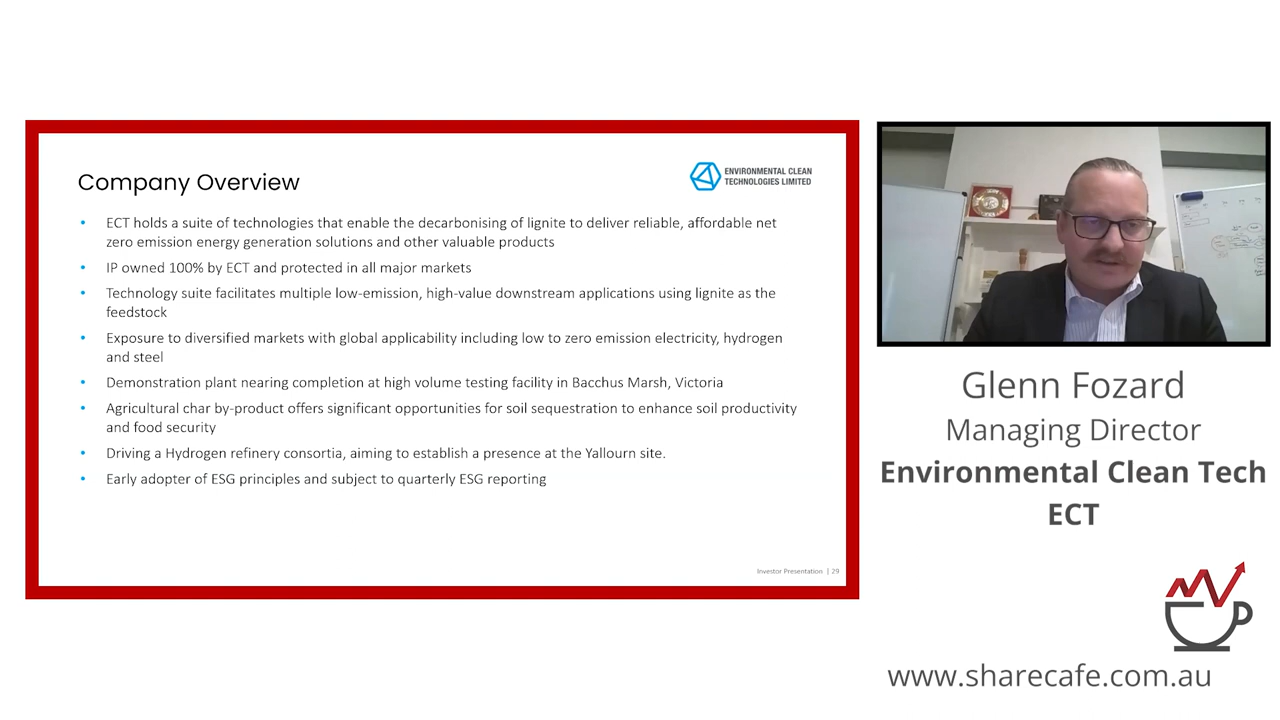 Company Overview
ENVIRONMENTAL CLEAN
TECHNOLOGIES LIMITED
• ECT holds a suite of technologies that enable the decarbonising of lignite to deliver reliable, affordable net
zero emission energy generation solutions and other valuable products
• IP owned 100% by ECT and protected in all major markets
• Technology suite facilitates multiple low-emission, high-value downstream applications using lignite as the
feedstock
• Exposure to diversified markets with global applicability including low to zero emission electricity, hydrogen
and steel
• Demonstration plant nearing completion at high volume testing facility in Bacchus Marsh, Victoria
• Agricultural char by-product offers significant opportunities for soil sequestration to enhance soil productivity
and food security
• Driving a Hydrogen refinery consortia, aiming to establish a presence at the Yallourn site.
• Early adopter of ESG principles and subject to quarterly ESG reporting
Investor Presentation | 29
Glenn Fozard
Managing Director
Environmental Clean Tech
ECT
www.sharecafe.com.au